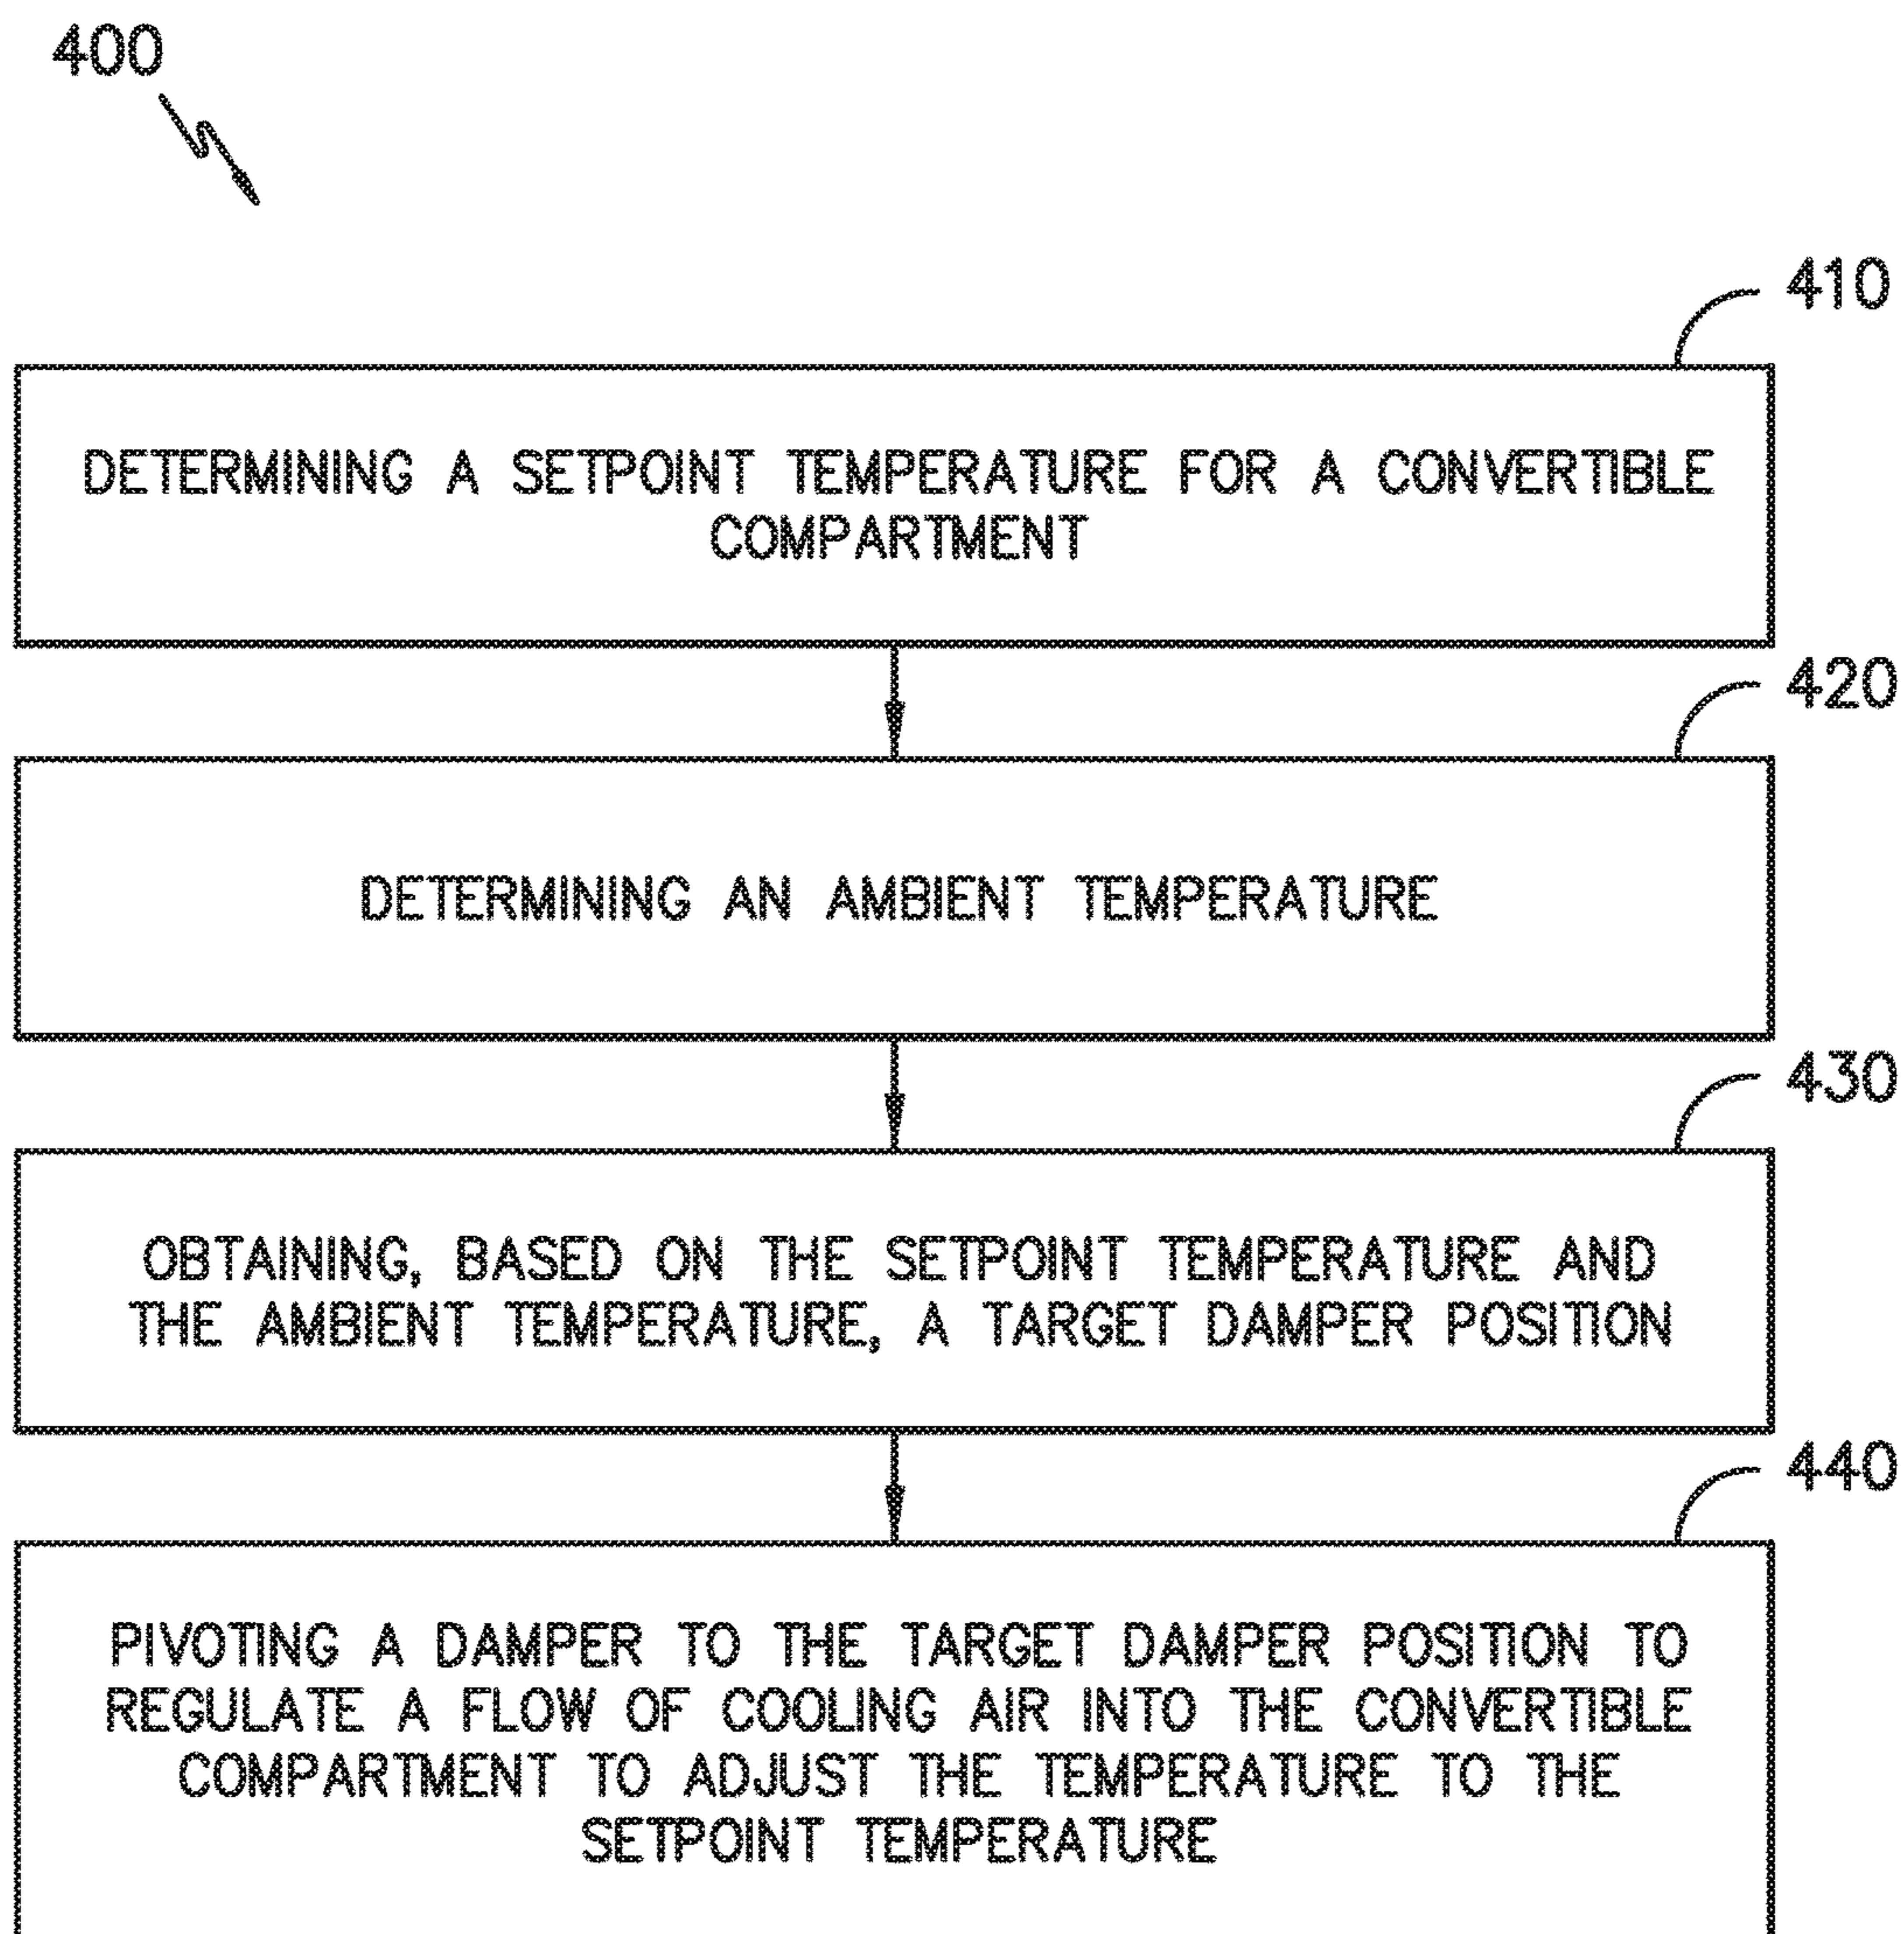 400
410
DETERMINING A SETPOINT TEMPERATURE FOR A CONVERTIBLE
COMPARTMENT
420
DETERMINING AN AMBIENT TEMPERATURE
430
OBTAINING, BASED ON THE SETPOINT TEMPERATURE AND
THE AMBIENT TEMPERATURE, A TARGET DAMPER POSITION
440
PIVOTING A DAMPER TO THE TARGET DAMPER POSITION TO
REGULATE A FLOW OF COOLING AIR INTO THE CONVERTIBLE
COMPARTMENT TO ADJUST THE TEMPERATURE TO THE
SETPOINT TEMPERATURE